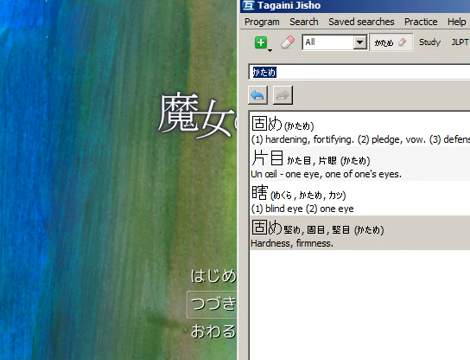 魔女の
はじめ
つづき
おわる
Tagaini Jisho
Program Search Saved searches Practice Help
All かため Study JLPT
かため
固め (かため)
(1) hardening, fortifying. (2) pledge, vow. (3) defens
片目 かた目, 片眼 (かため)
Un œil - one eye, one of one's eyes.
瞎 (めくら, かため, カツ)
(1) blind eye (2) one eye
固め 堅め, 固目, 堅目 (かため)
Hardness, firmness.